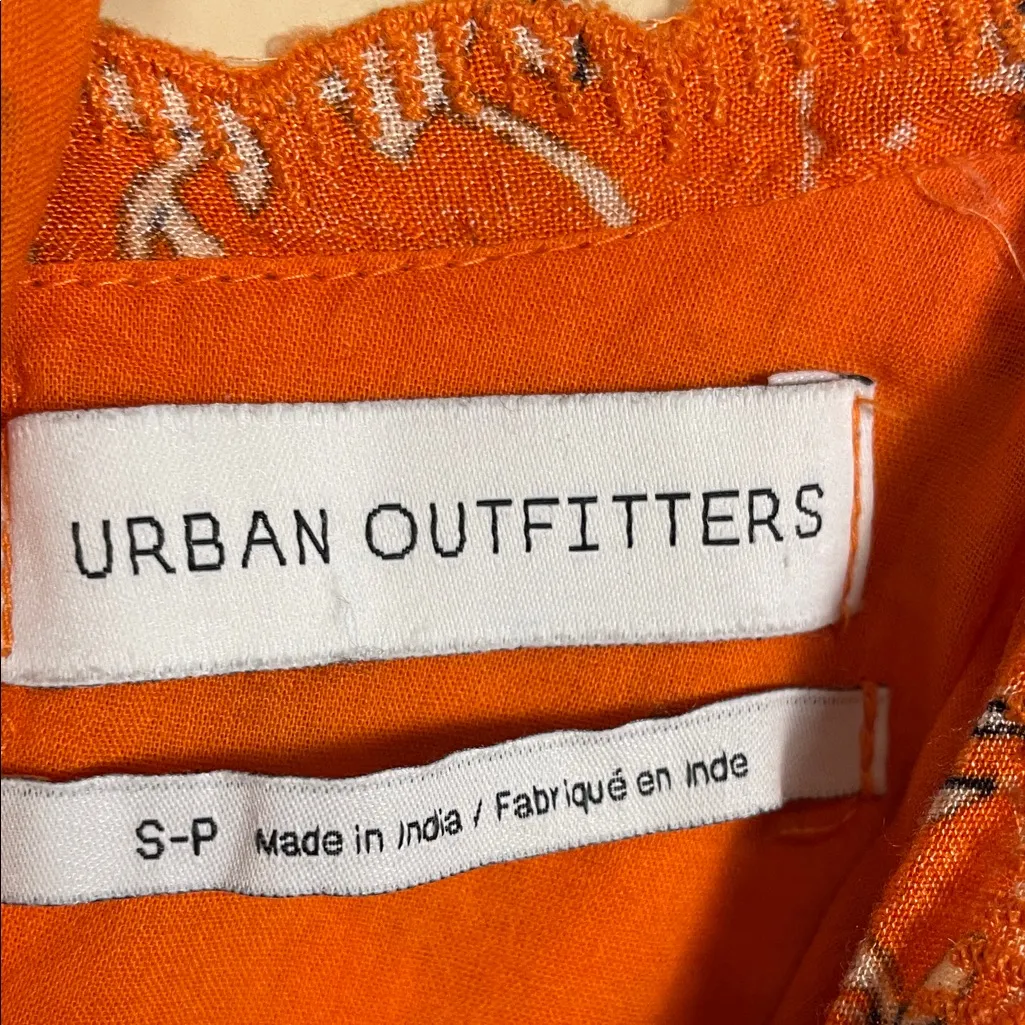 URBAN OUTFITTERS
S-P Made in India / Fabriqué en Inde